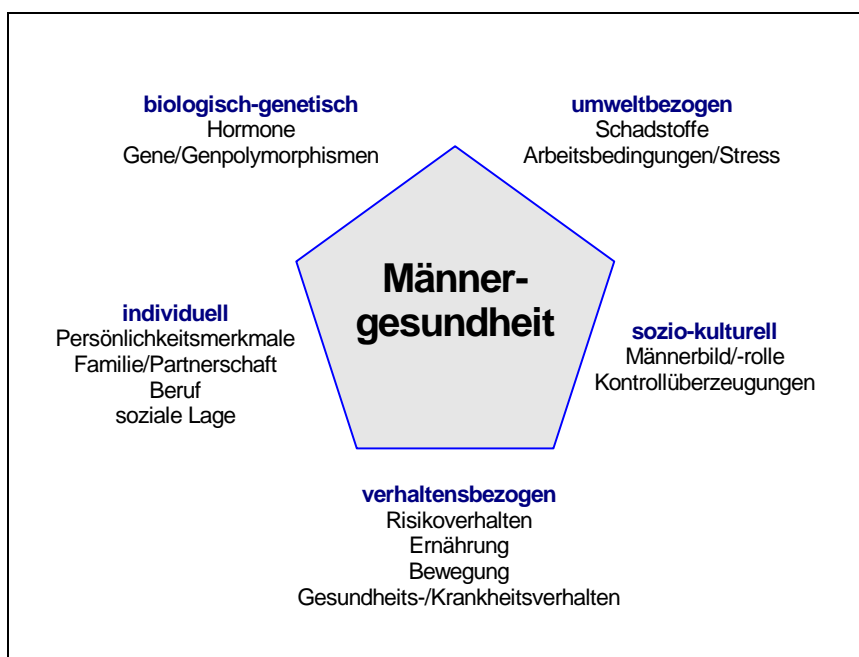 biologisch-genetisch
Hormone
Gene/Genpolymorphismen
umweltbezogen
Schadstoffe
Arbeitsbedingungen/Stress
Männer-
gesundheit
individuell
Persönlichkeitsmerkmale
Familie/Partnerschaft
Beruf
soziale Lage
sozio-kulturell
Männerbild/-rolle
Kontrollüberzeugungen
verhaltensbezogen
Risikoverhalten
Ernährung
Bewegung
Gesundheits-/Krankheitsverhalten